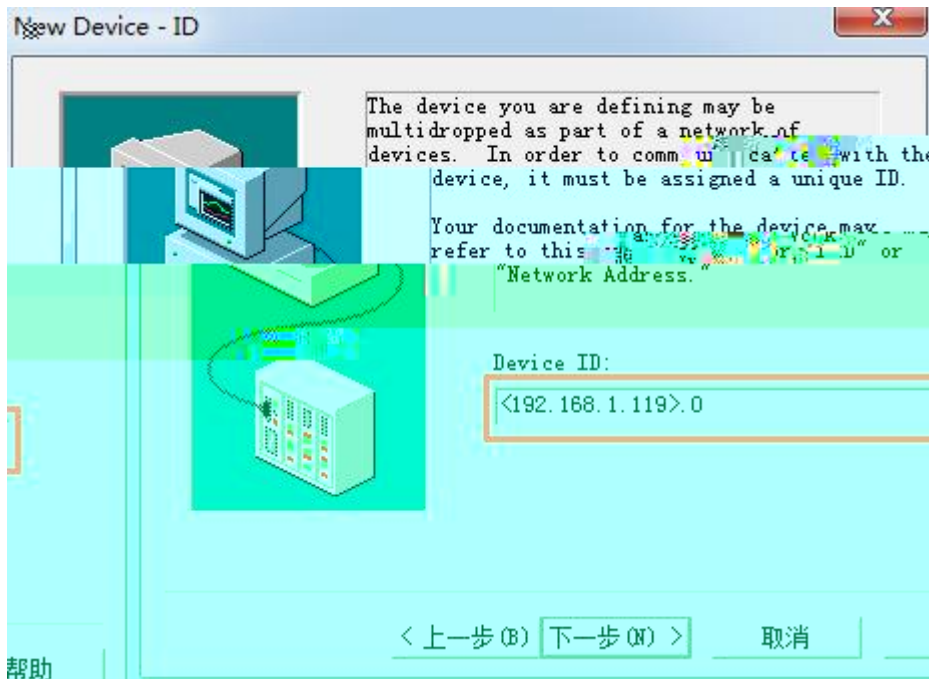 New Device - ID
The device you are defining may be
multidropped as part of a network of
devices. In order to with the
device, it must be assigned a unique ID.
Your documentation for the device may
refer to this or
"Network Address."
Device ID:
<192.168.1.119>.0
< 上一步(B) 下一步(N) > 取消
帮助